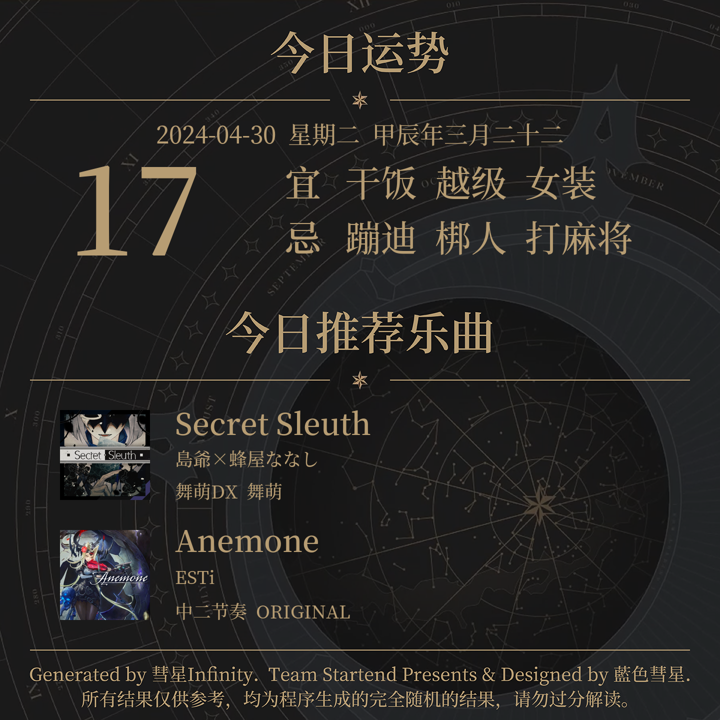 今日运势
2024-04-30 星期二 甲辰年三月二十二
17
宜 干饭 越级 女装
忌 蹦迪 梆人 打麻将
今日推荐乐曲
Secret Sleuth
島爺×蜂屋ななし
舞萌DX 舞萌
Secret Sleuth
Anemone
ESTi
中二节奏 ORIGINAL
Anemone
Generated by 彗星Infinity. Team Startend Presents & Designed by 藍色彗星.
所有结果仅供参考，均为程序生成的完全随机的结果，请勿过分解读。
SEPTEMBER